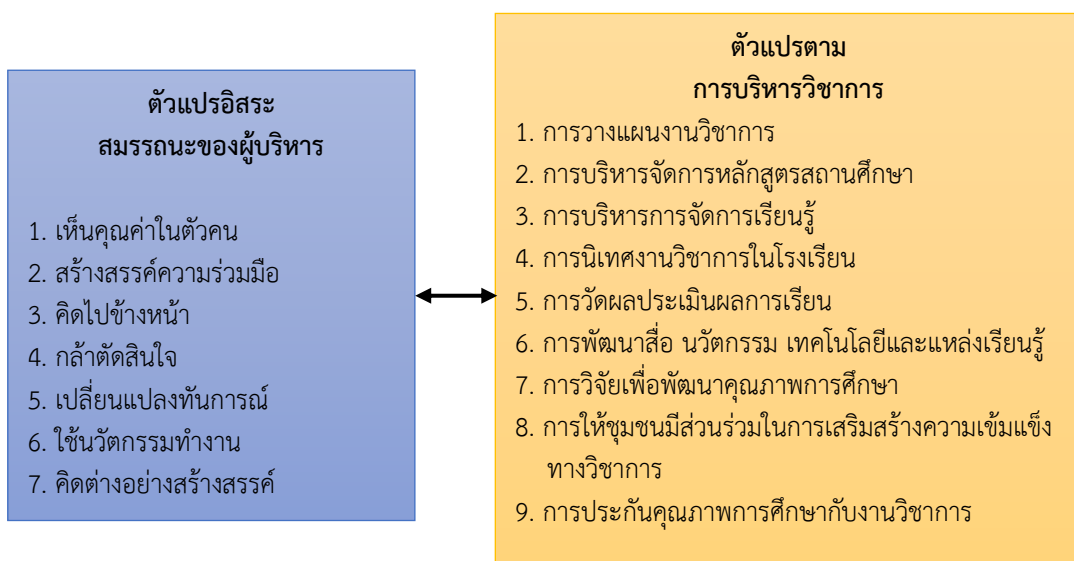 ตัวแปรอิสระ
สมรรถนะของผู้บริหาร
1. เห็นคุณค่าในตัวคน
2. สร้างสรรค์ความร่วมมือ
3. คิดไปข้างหน้า
4. กล้าตัดสินใจ
5. เปลี่ยนแปลงทันการณ์
6. ใช้นวัตกรรมทำงาน
7. คิดต่างอย่างสร้างสรรค์
ตัวแปรตาม
การบริหารวิชาการ
1. การวางแผนงานวิชาการ
2. การบริหารจัดการหลักสูตรสถานศึกษา
3. การบริหารการจัดการเรียนรู้
4. การนิเทศงานวิชาการในโรงเรียน
5. การวัดผลประเมินผลการเรียน
6. การพัฒนาสื่อ นวัตกรรม เทคโนโลยีและแหล่งเรียนรู้
7. การวิจัยเพื่อพัฒนาคุณภาพการศึกษา
8. การให้ชุมชนมีส่วนร่วมในการเสริมสร้างความเข้มแข็ง
ทางวิชาการ
9. การประกันคุณภาพการศึกษากับงานวิชาการ